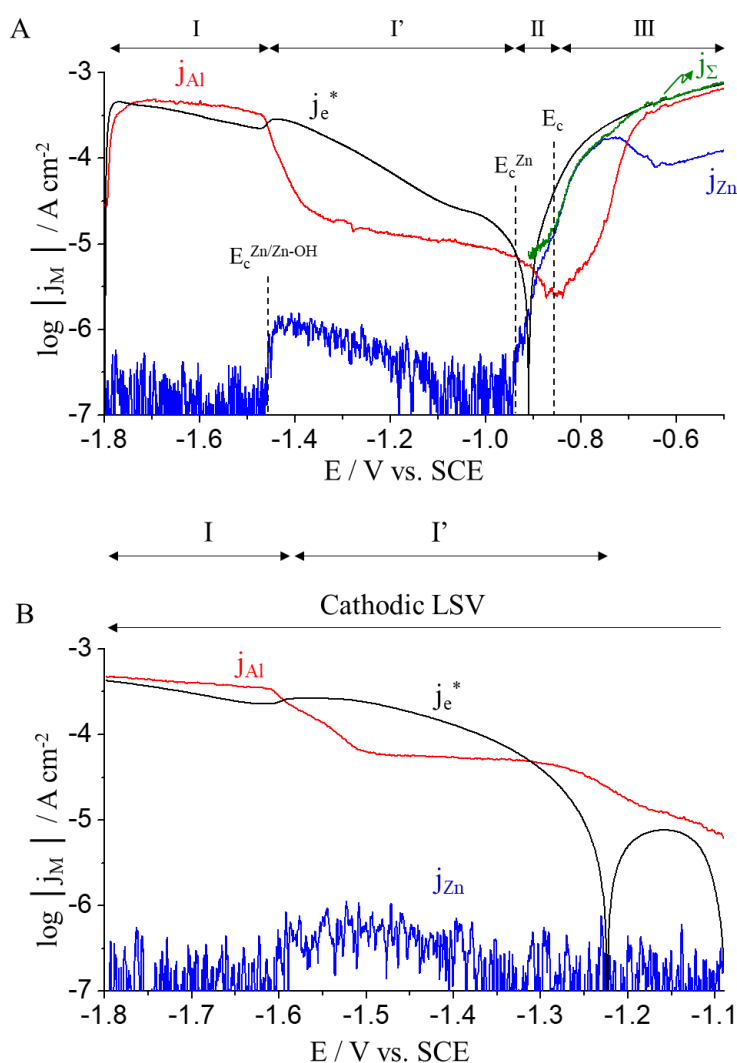 A
I I’ II III
-3
-4
-5
-6
-7
log |jM| / A cm-2
jAl
je*
jΣ
Ec
EcZn
jZn
EcZn/Zn-OH
-1.8 -1.6 -1.4 -1.2 -1.0 -0.8 -0.6
E / V vs. SCE
I I’
Cathodic LSV
B
-3
-4
-5
-6
-7
log |jM| / A cm-2
jAl
je*
jZn
-1.8 -1.7 -1.6 -1.5 -1.4 -1.3 -1.2 -1.1
E / V vs. SCE